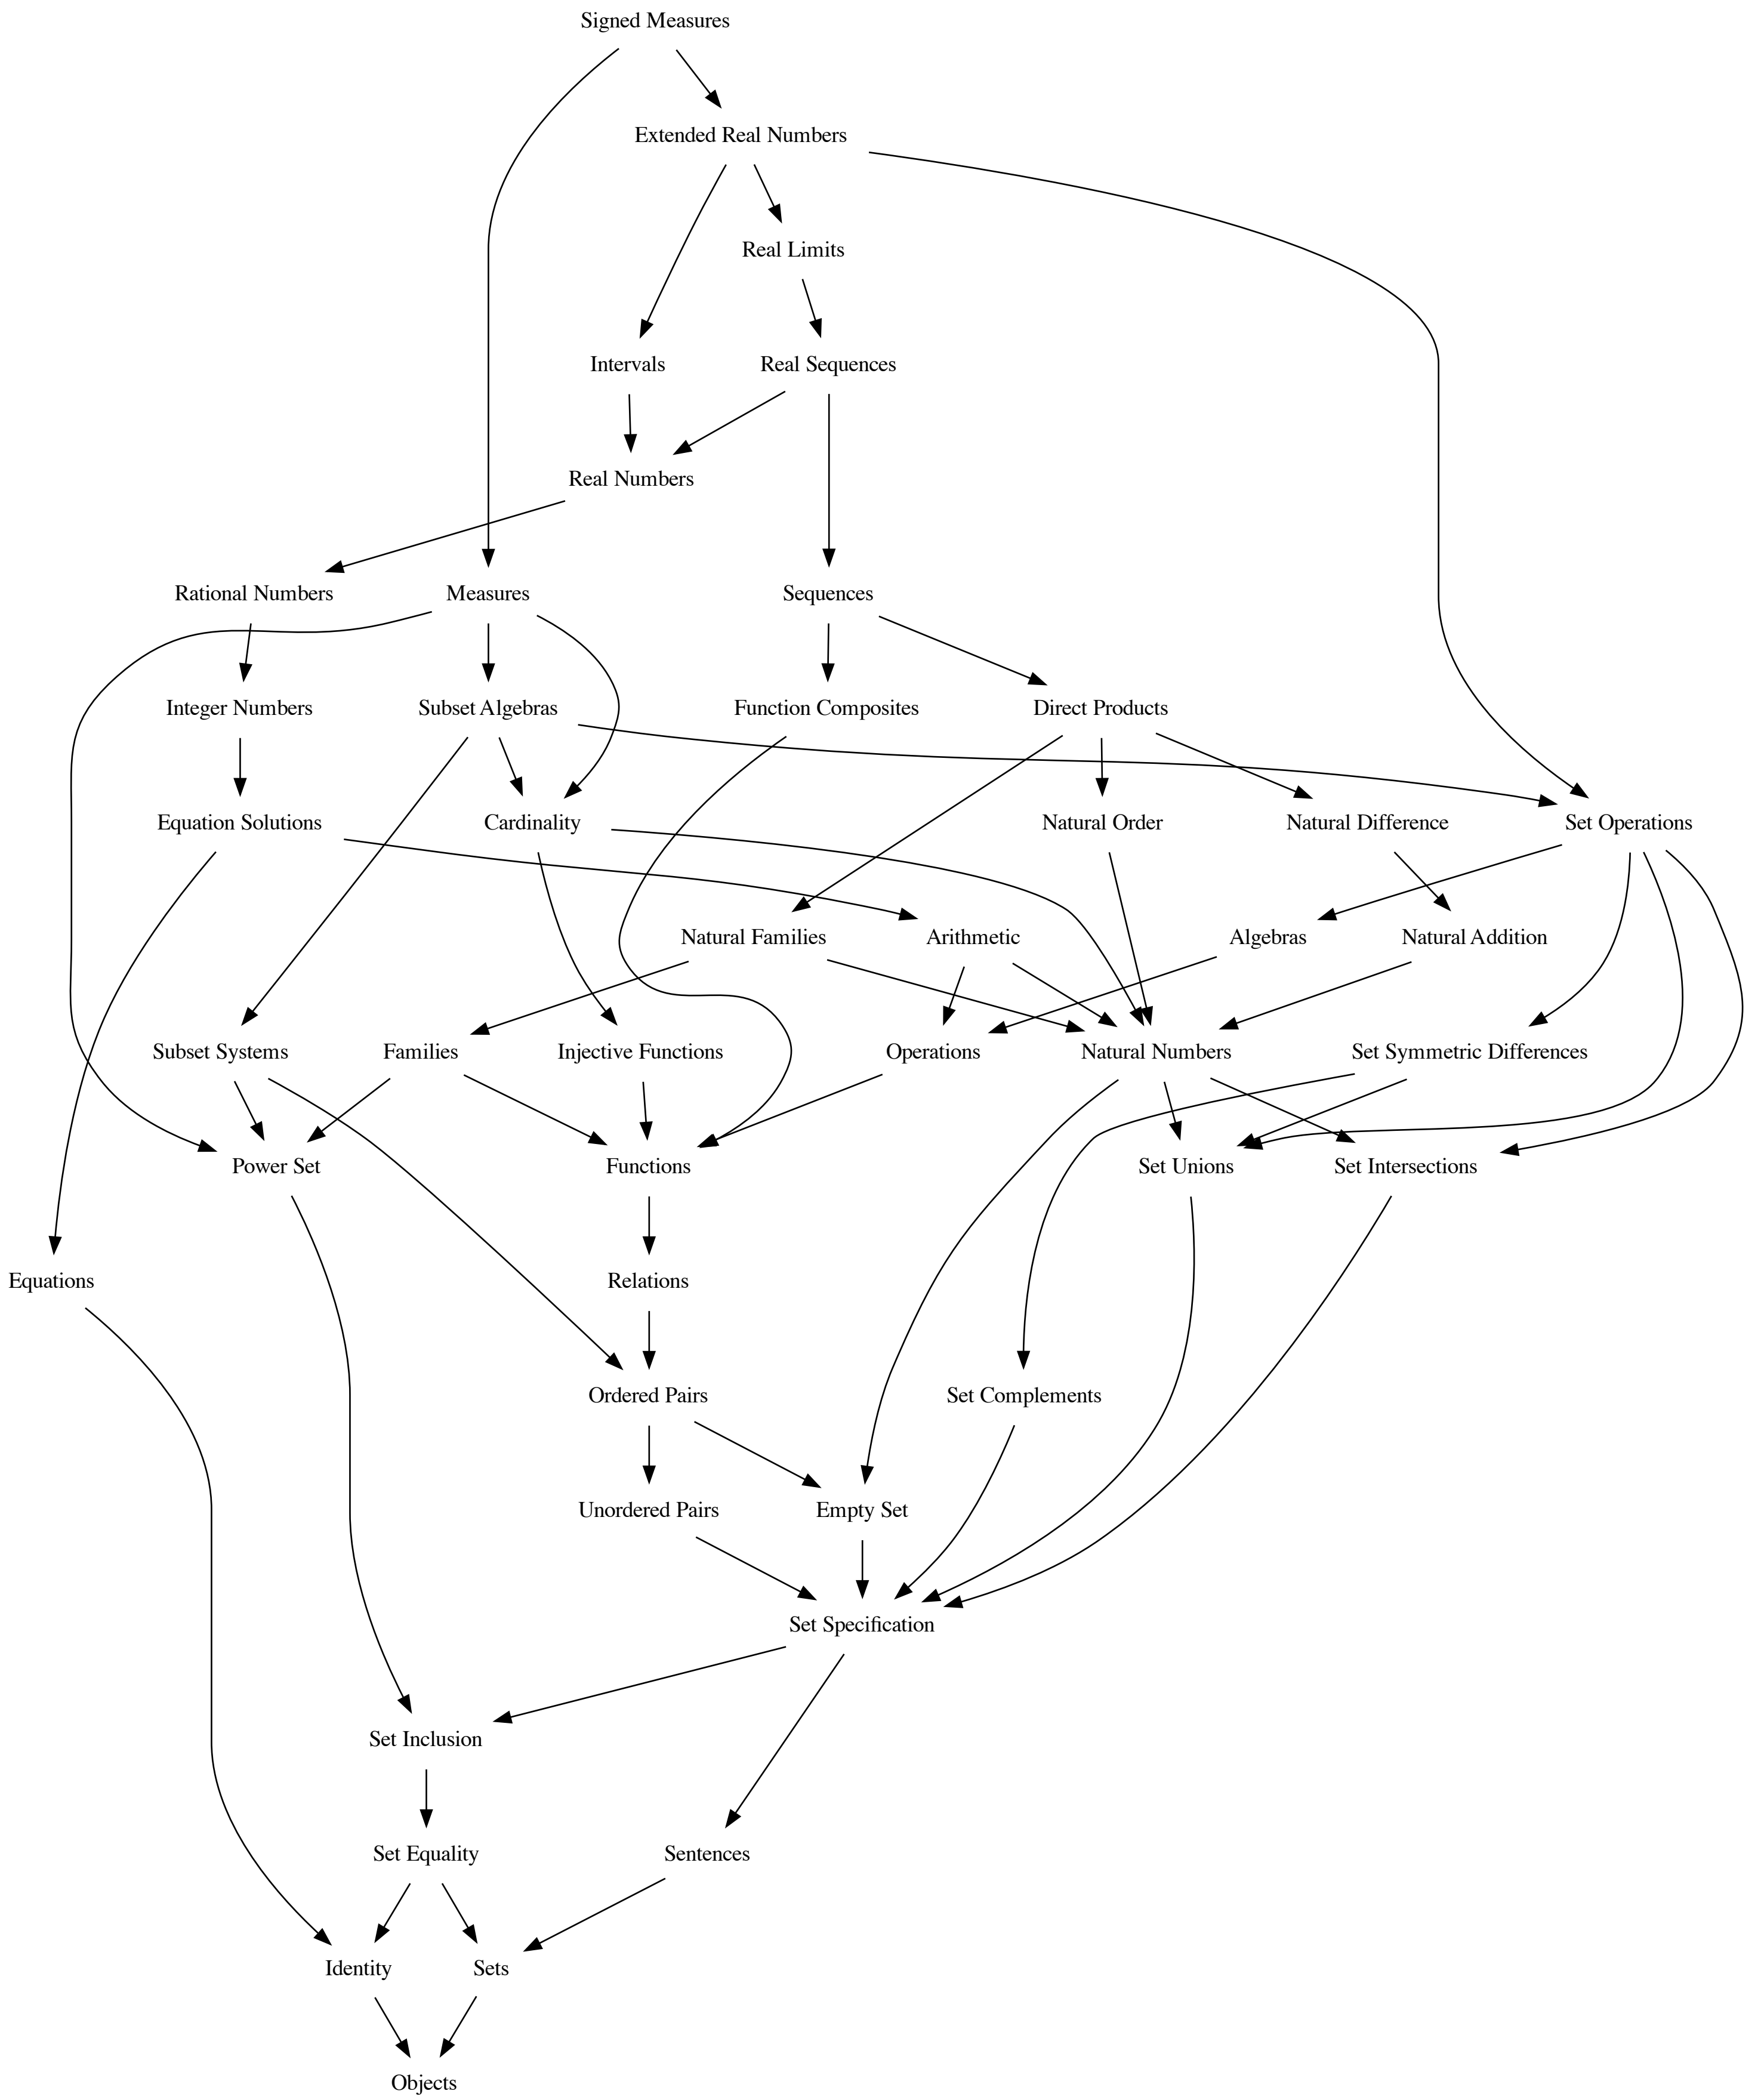 Signed Measures
Extended Real Numbers
Real Limits
Intervals
Real Sequences
Real Numbers
Rational Numbers
Measures
Sequences
Integer Numbers
Subset Algebras
Function Composites
Direct Products
Equation Solutions
Cardinality
Natural Order
Natural Difference
Set Operations
Natural Families
Arithmetic
Algebras
Natural Addition
Subset Systems
Families
Injective Functions
Operations
Natural Numbers
Set Symmetric Differences
Power Set
Functions
Set Unions
Set Intersections
Equations
Relations
Ordered Pairs
Set Complements
Unordered Pairs
Empty Set
Set Specification
Set Inclusion
Set Equality
Sentences
Identity
Sets
Objects